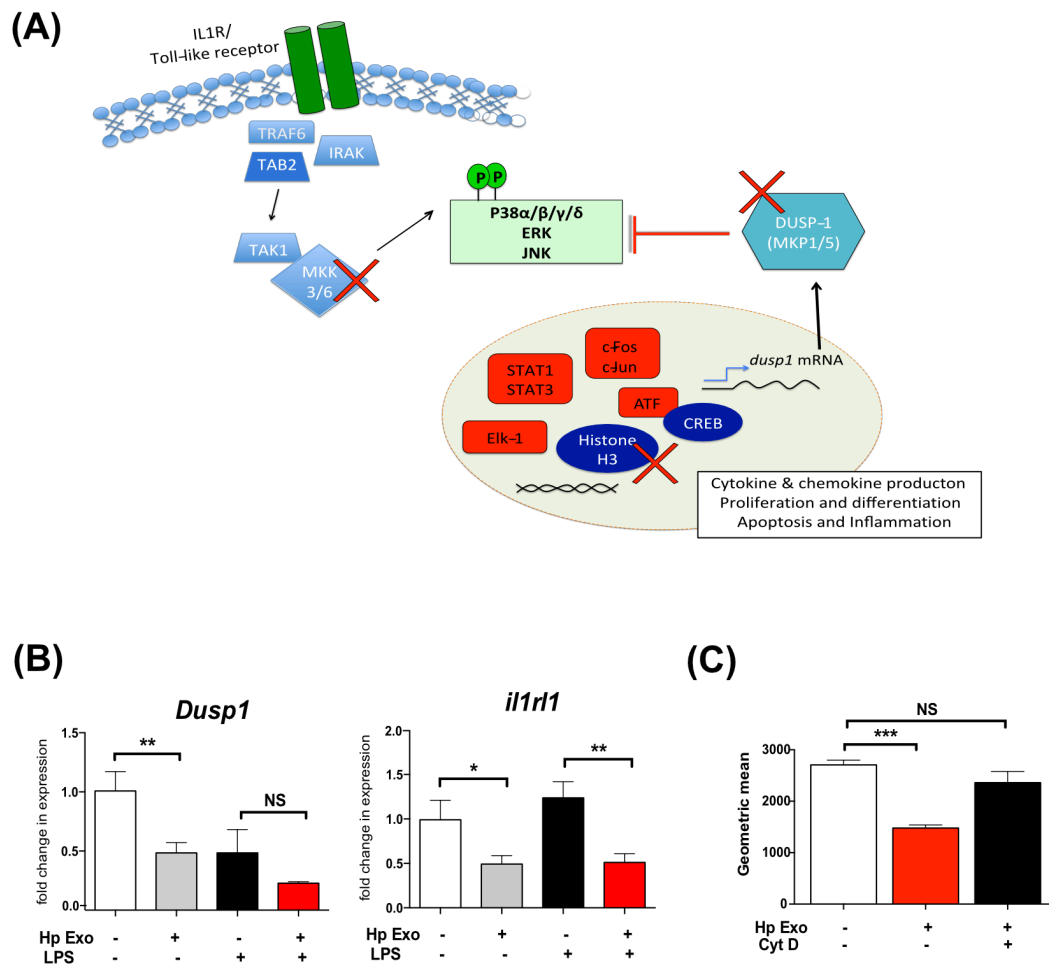 (A)
IL1R/
Toll-like receptor
TRAF6
TAB2
IRAK
TAK1
MKK
3/6
P P
P38α/β/γ/δ
ERK
JNK
DUSP-1
(MKP1/5)
dusp1 mRNA
c-Fos
c-Jun
STAT1
STAT3
ATF
CREB
Elk-1
Histone
H3
Cytokine & chemokine producton
Proliferation and differentiation
Apoptosis and Inflammation
(B)
Dusp1
fold change in expression
1.5
1.0
0.5
0.0
**
NS
Hp Exo - + - +
LPS - - + +
il1rl1
fold change in expression
2.0
1.5
1.0
0.5
0.0
*
**
Hp Exo - + - +
LPS - - + +
(C)
Geometric mean
3000
2000
1000
0
NS
***
Hp Exo - + +
Cyt D - - +